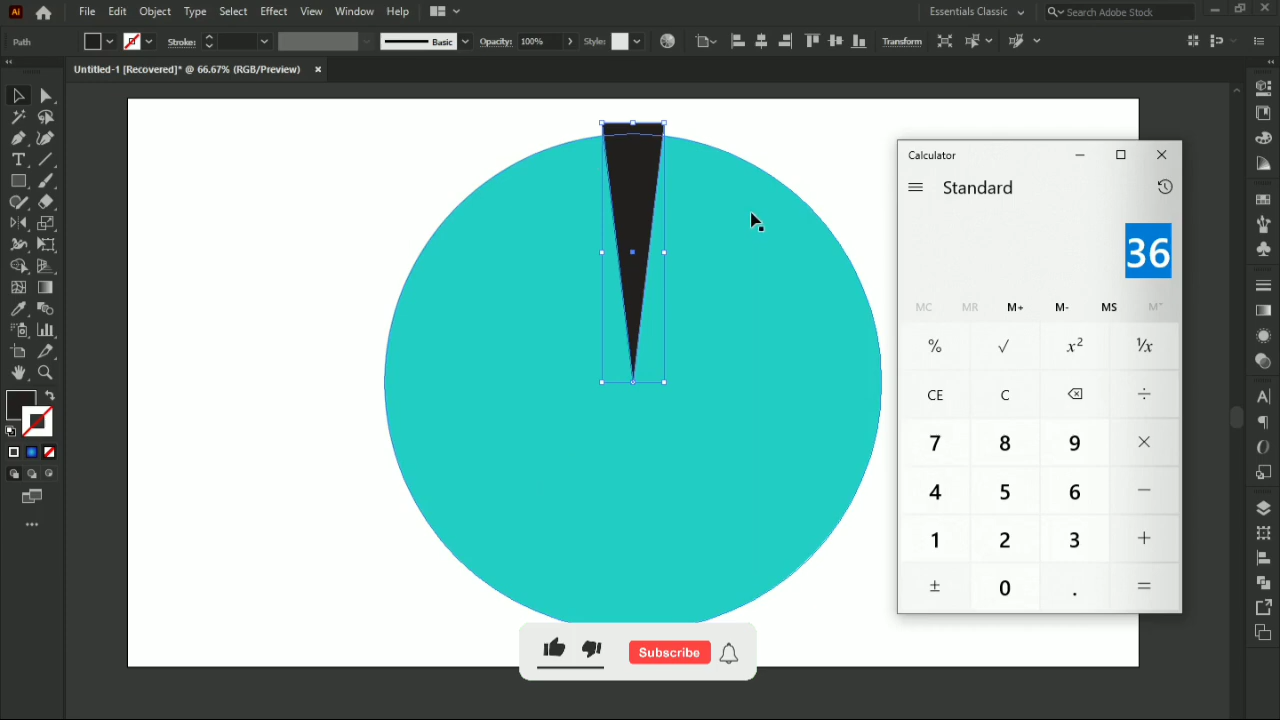 Ai File Edit Object Type Select Effect View Window Help Essentials Classic Search Adobe Stock
Path Stroke: Basic Opacity: 100% Style: Transform
Untitled-1 [Recovered]* @ 66.67% (RGB/Preview) ×
Calculator
Standard
36
MC MR M+ M- MS M˅
% √ x² ⅟x
CE C ÷
7 8 9 ×
4 5 6 −
1 2 3 +
± 0 . =
Subscribe